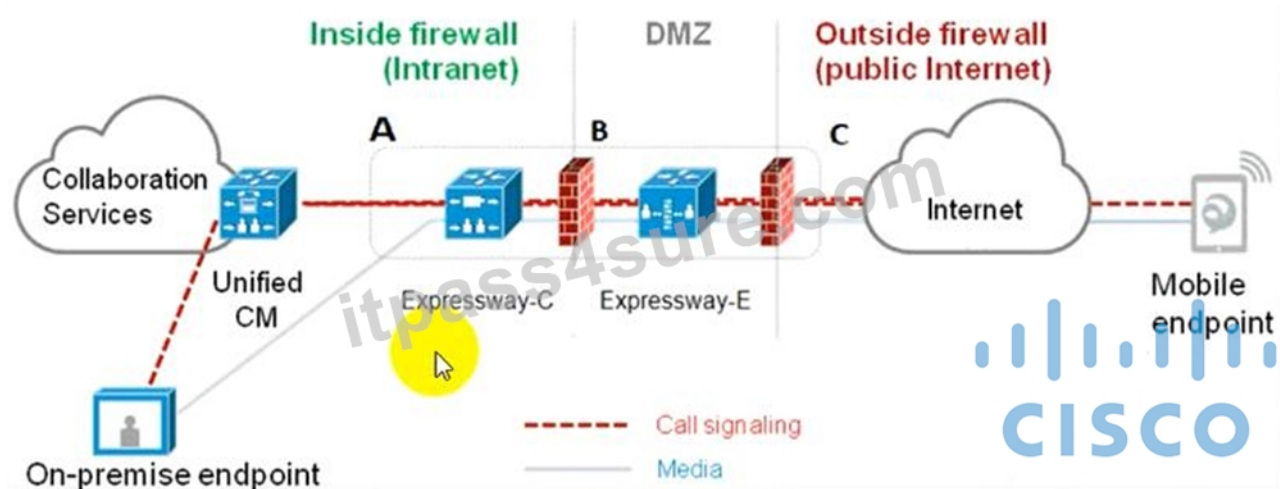 Inside firewall
(Intranet)
DMZ
Outside firewall
(public Internet)
A
B
C
Collaboration
Services
Internet
Unified
CM
Expressway-C
Expressway-E
Mobile
endpoint
itpass4sure.com
Call signaling
Media
On-premise endpoint
CISCO